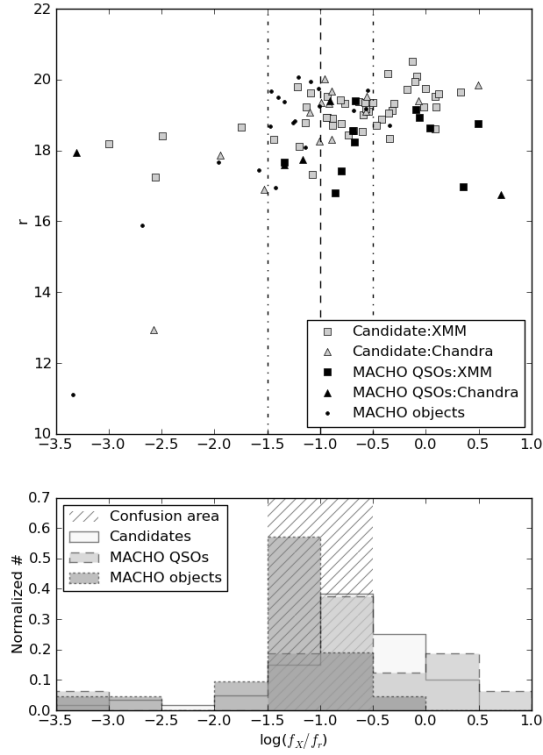 22
20
18
16
14
12
10
r
Candidate:XMM
Candidate:Chandra
MACHO QSOs:XMM
MACHO QSOs:Chandra
MACHO objects
−3.5 −3.0 −2.5 −2.0 −1.5 −1.0 −0.5 0.0 0.5 1.0
0.7
0.6
0.5
0.4
0.3
0.2
0.1
0.0
Normalized #
Confusion area
Candidates
MACHO QSOs
MACHO objects
−3.5 −3.0 −2.5 −2.0 −1.5 −1.0 −0.5 0.0 0.5 1.0
log(f_X/f_r)